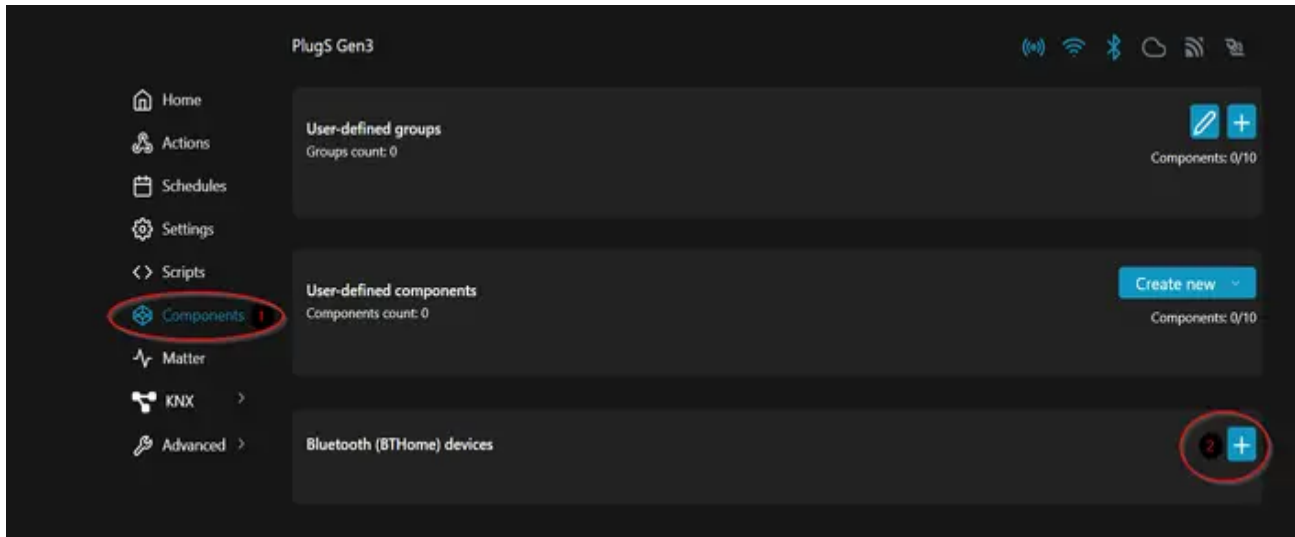 PlugS Gen3
Home
Actions
Schedules
Settings
Scripts
Components 1
Matter
KNX
Advanced
User-defined groups
Groups count: 0
Components: 0/10
User-defined components
Components count: 0
Create new
Components: 0/10
Bluetooth (BTHome) devices
2